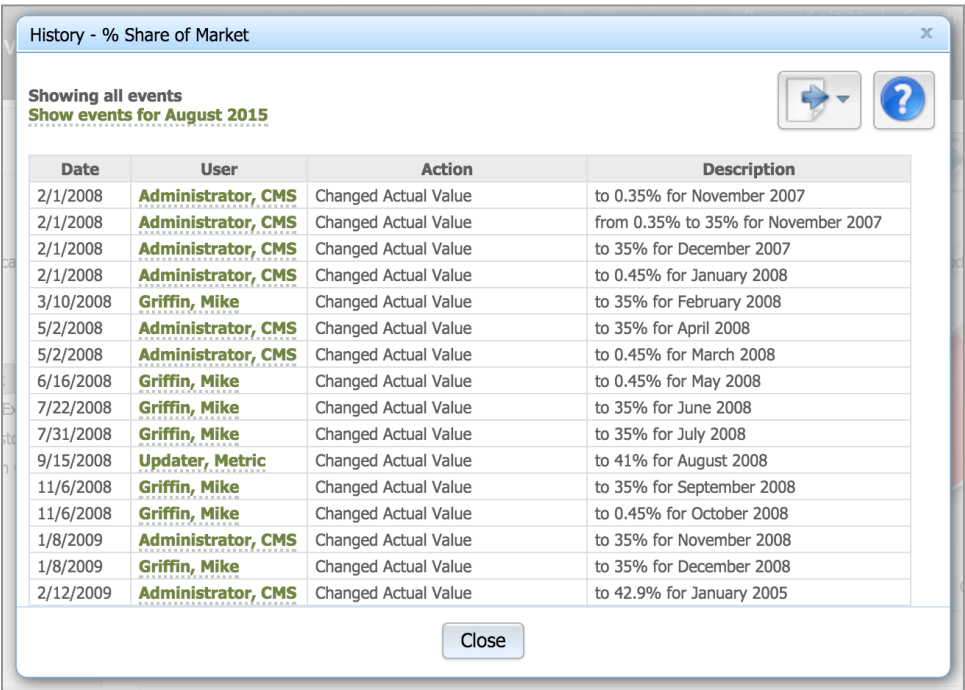 History - % Share of Market
x
Showing all events
Show events for August 2015
?
Date User Action Description
2/1/2008 Administrator, CMS Changed Actual Value to 0.35% for November 2007
2/1/2008 Administrator, CMS Changed Actual Value from 0.35% to 35% for November 2007
2/1/2008 Administrator, CMS Changed Actual Value to 35% for December 2007
2/1/2008 Administrator, CMS Changed Actual Value to 0.45% for January 2008
3/10/2008 Griffin, Mike Changed Actual Value to 35% for February 2008
5/2/2008 Administrator, CMS Changed Actual Value to 35% for April 2008
5/2/2008 Administrator, CMS Changed Actual Value to 0.45% for March 2008
6/16/2008 Griffin, Mike Changed Actual Value to 0.45% for May 2008
7/22/2008 Griffin, Mike Changed Actual Value to 35% for June 2008
7/31/2008 Griffin, Mike Changed Actual Value to 35% for July 2008
9/15/2008 Updater, Metric Changed Actual Value to 41% for August 2008
11/6/2008 Griffin, Mike Changed Actual Value to 35% for September 2008
11/6/2008 Griffin, Mike Changed Actual Value to 0.45% for October 2008
1/8/2009 Administrator, CMS Changed Actual Value to 35% for November 2008
1/8/2009 Griffin, Mike Changed Actual Value to 35% for December 2008
2/12/2009 Administrator, CMS Changed Actual Value to 42.9% for January 2005
Close